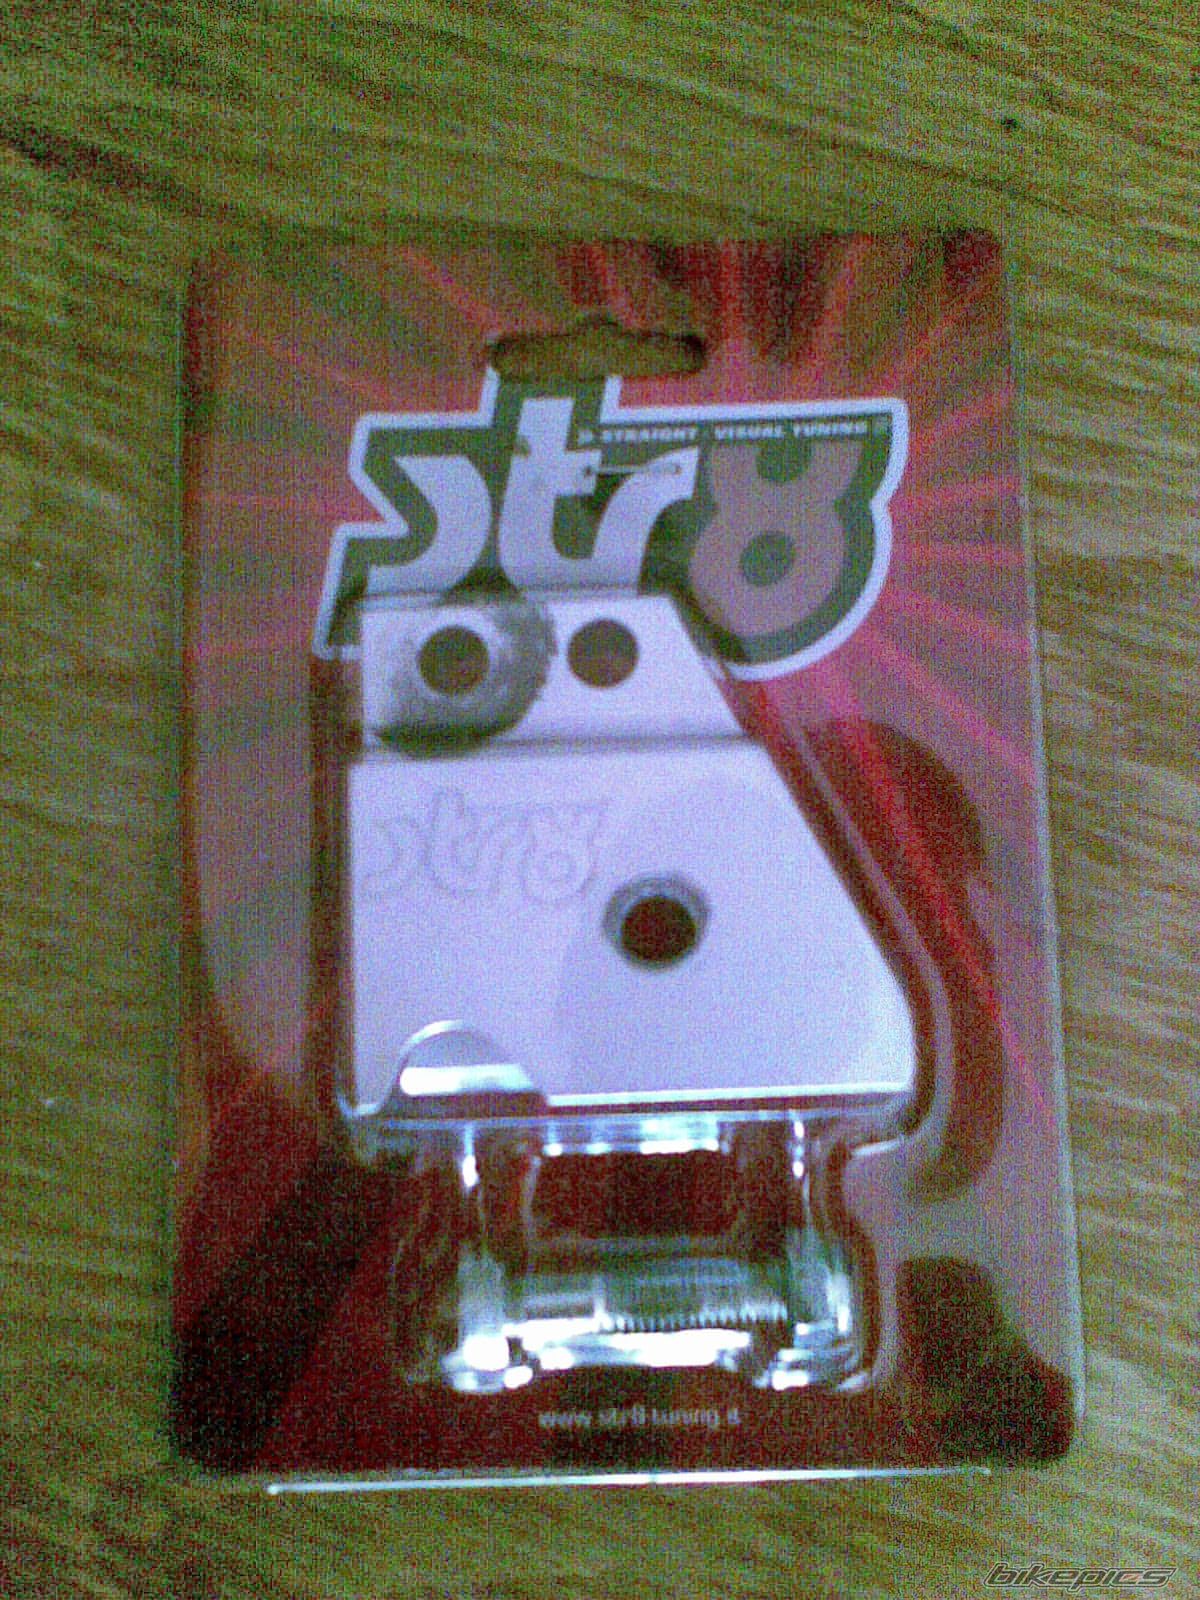 str8
STRAIGHT VISUAL TUNING
str8
www.str8-tuning.it
bikepics